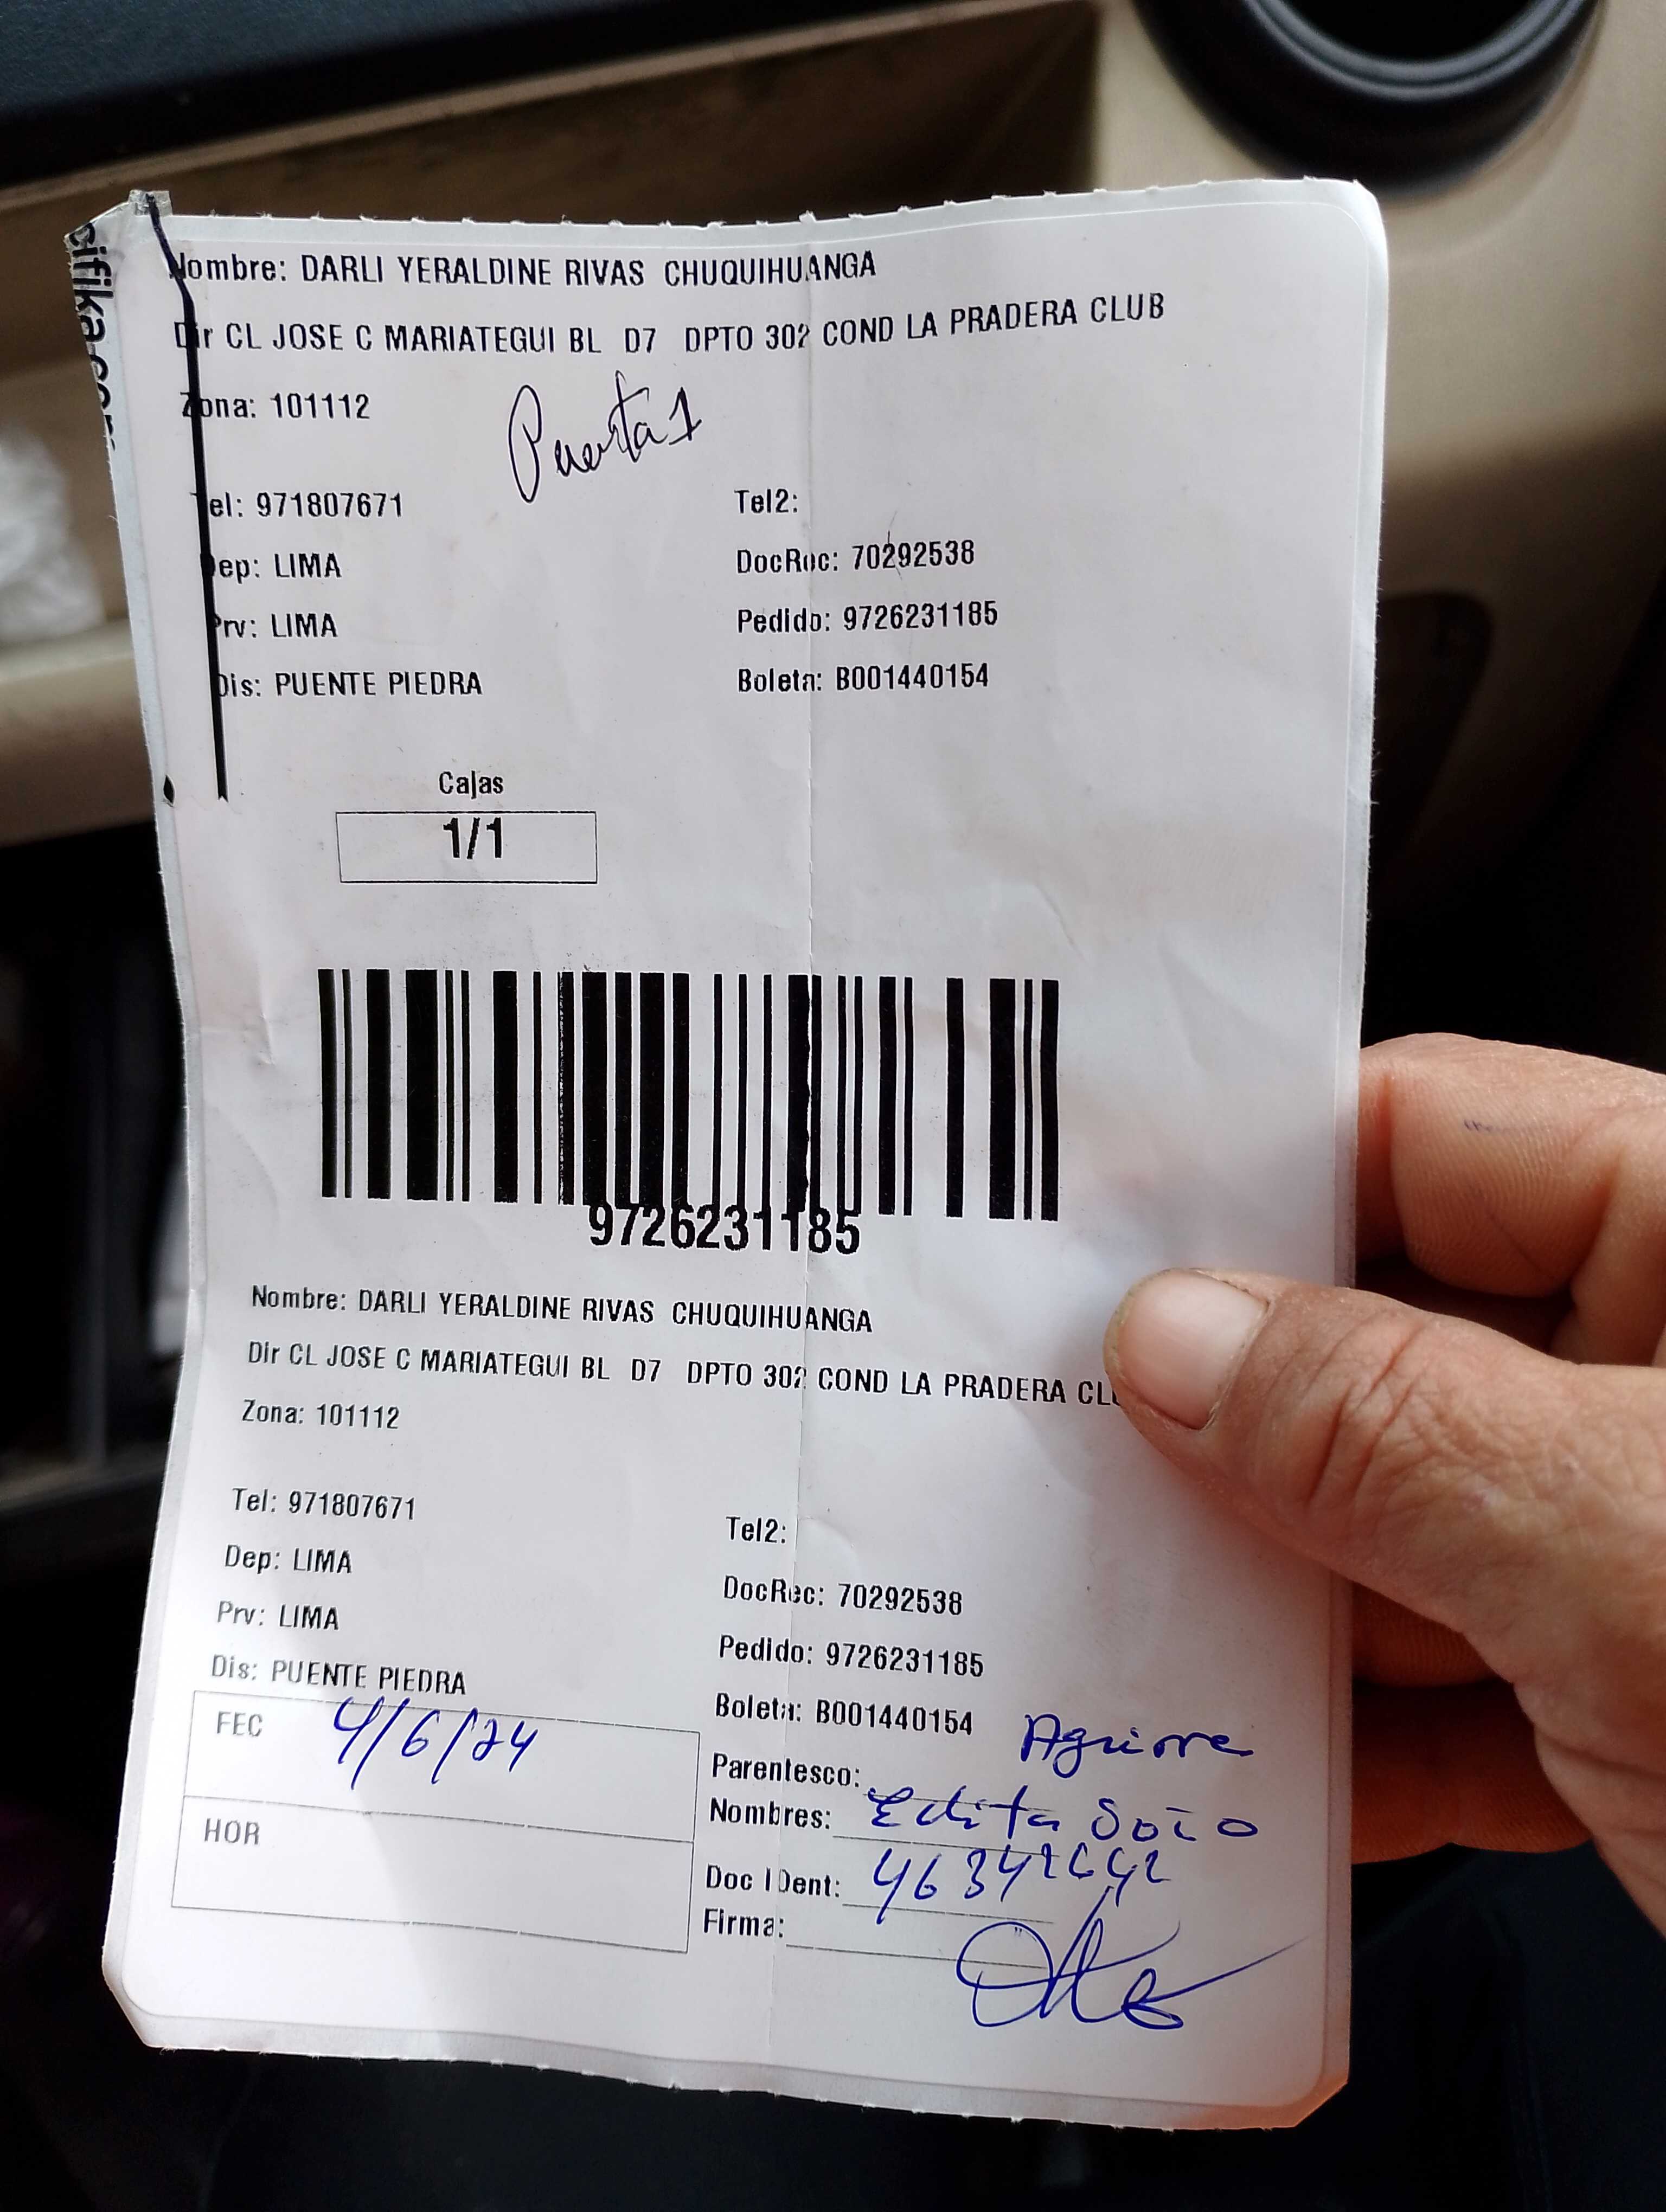 cifika.com
Nombre: DARLI YERALDINE RIVAS CHUQUIHUANGA
Dir CL JOSE C MARIATEGUI BL D7 DPTO 302 COND LA PRADERA CLUB
Zona: 101112
Puerta 1
Tel: 971807671 Tel2:
Dep: LIMA DocRec: 70292538
Prv: LIMA Pedido: 9726231185
Dis: PUENTE PIEDRA Boleta: B001440154
Cajas
1/1
9726231185
Nombre: DARLI YERALDINE RIVAS CHUQUIHUANGA
Dir CL JOSE C MARIATEGUI BL D7 DPTO 302 COND LA PRADERA CLU
Zona: 101112
Tel: 971807671 Tel2:
Dep: LIMA DocRec: 70292538
Prv: LIMA Pedido: 9726231185
Dis: PUENTE PIEDRA Boleta: B001440154
FEC 4/6/24
Aguirre
Parentesco:
Nombres: Edita
HOR
Doc IDent:
Firma: